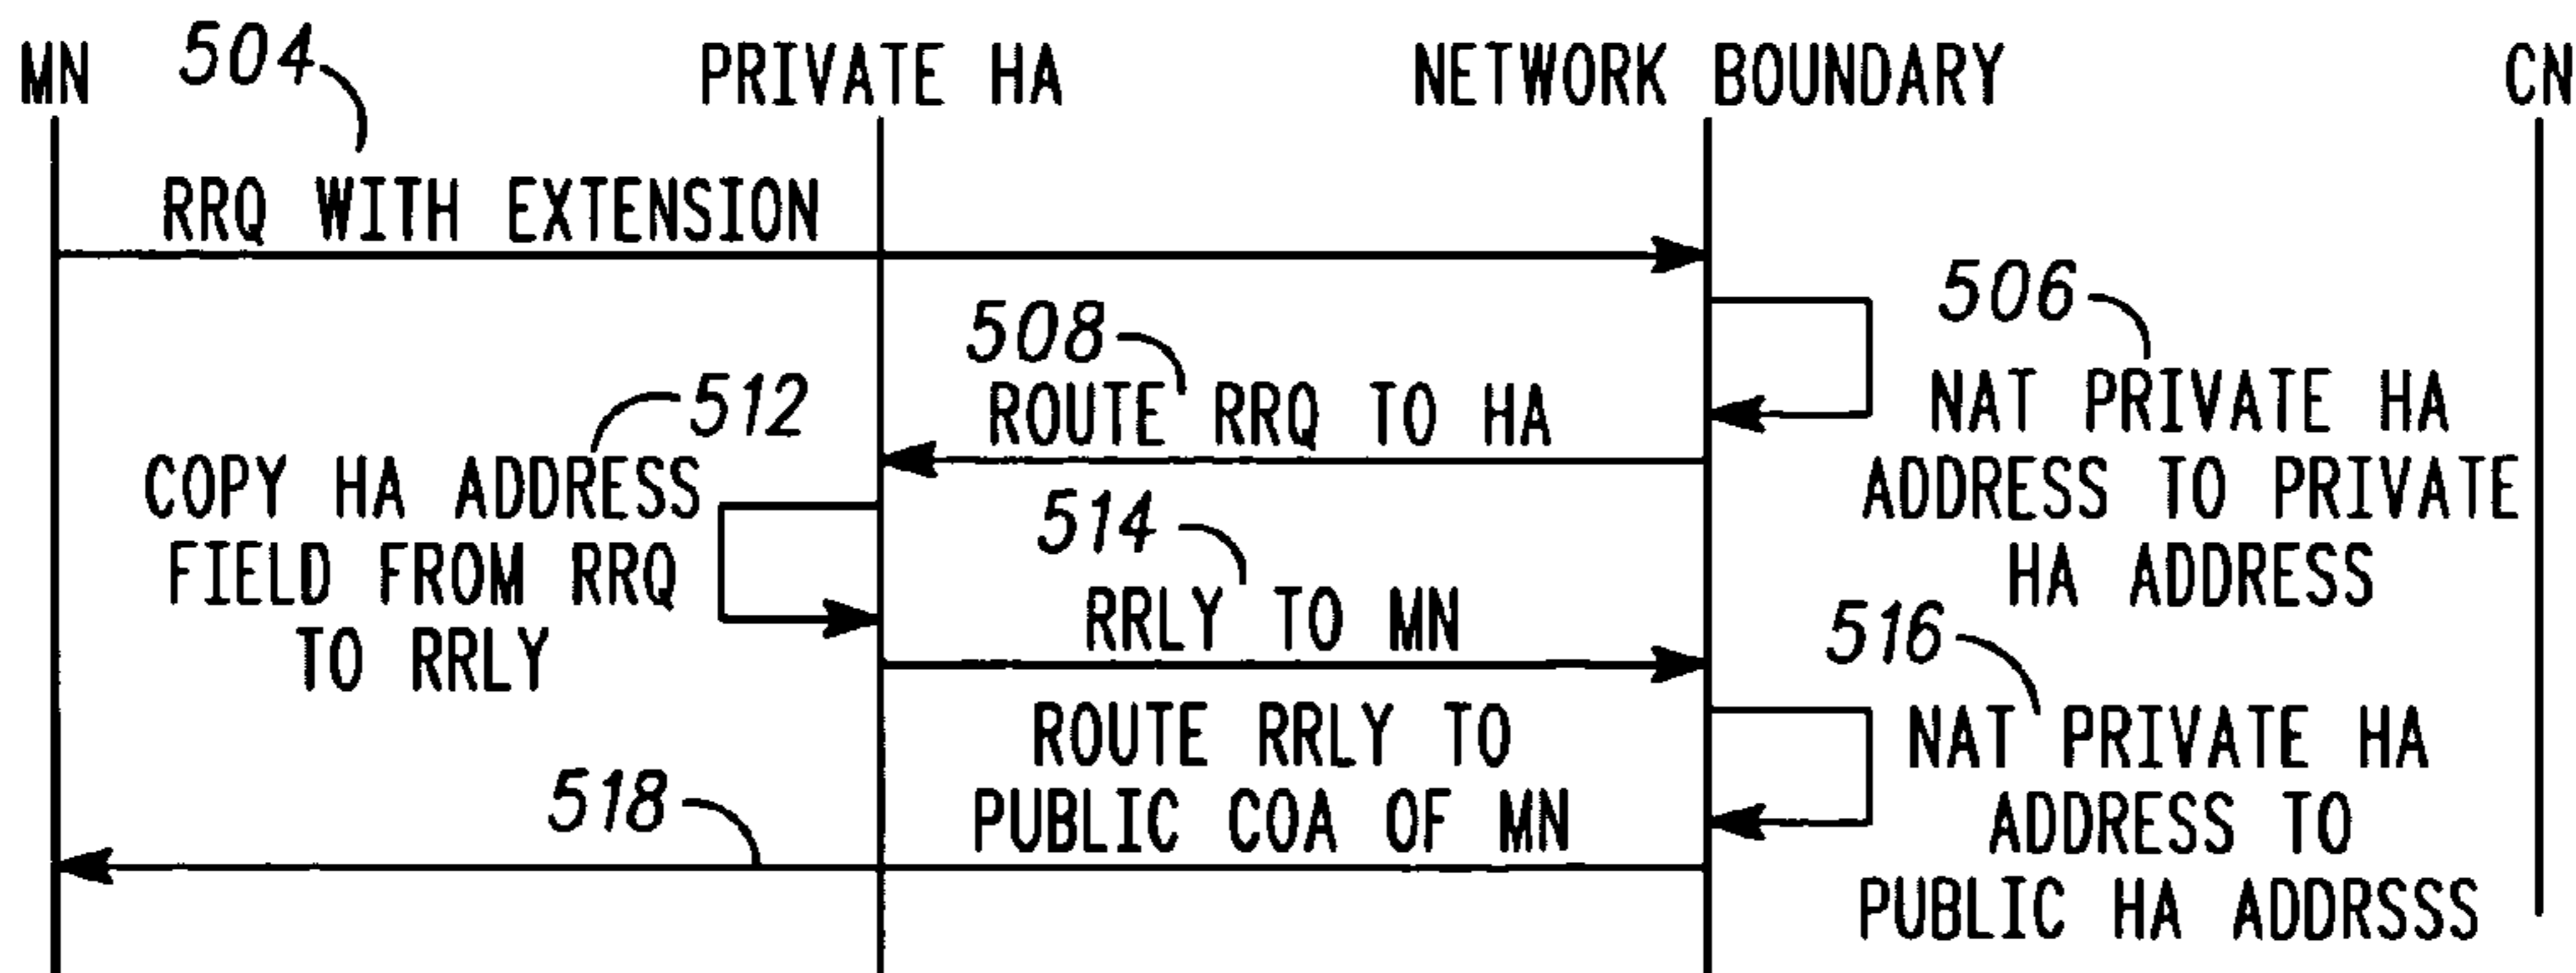 MN
504
PRIVATE HA
NETWORK BOUNDARY
CN
RRQ WITH EXTENSION
506
NAT PRIVATE HA
ADDRESS TO PRIVATE
HA ADDRESS
508
ROUTE RRQ TO HA
512
COPY HA ADDRESS
FIELD FROM RRQ
TO RRLY
514
RRLY TO MN
516
NAT PRIVATE HA
ADDRESS TO
PUBLIC HA ADDRSSS
ROUTE RRLY TO
PUBLIC COA OF MN
518